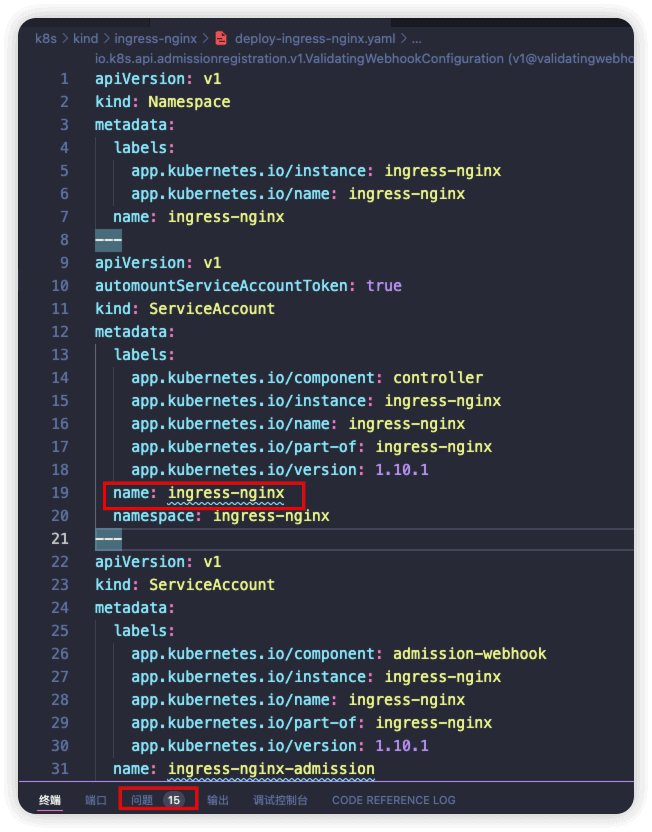 k8s > kind > ingress-nginx > deploy-ingress-nginx.yaml > ...
io.k8s.api.admissionregistration.v1.ValidatingWebhookConfiguration (v1@validatingwebho
1 apiVersion: v1
2 kind: Namespace
3 metadata:
4 labels:
5 app.kubernetes.io/instance: ingress-nginx
6 app.kubernetes.io/name: ingress-nginx
7 name: ingress-nginx
8 ---
9 apiVersion: v1
10 automountServiceAccountToken: true
11 kind: ServiceAccount
12 metadata:
13 labels:
14 app.kubernetes.io/component: controller
15 app.kubernetes.io/instance: ingress-nginx
16 app.kubernetes.io/name: ingress-nginx
17 app.kubernetes.io/part-of: ingress-nginx
18 app.kubernetes.io/version: 1.10.1
19 name: ingress-nginx
20 namespace: ingress-nginx
21 ---
22 apiVersion: v1
23 kind: ServiceAccount
24 metadata:
25 labels:
26 app.kubernetes.io/component: admission-webhook
27 app.kubernetes.io/instance: ingress-nginx
28 app.kubernetes.io/name: ingress-nginx
29 app.kubernetes.io/part-of: ingress-nginx
30 app.kubernetes.io/version: 1.10.1
31 name: ingress-nginx-admission
终端 端口 问题 15 输出 调试控制台 CODE REFERENCE LOG